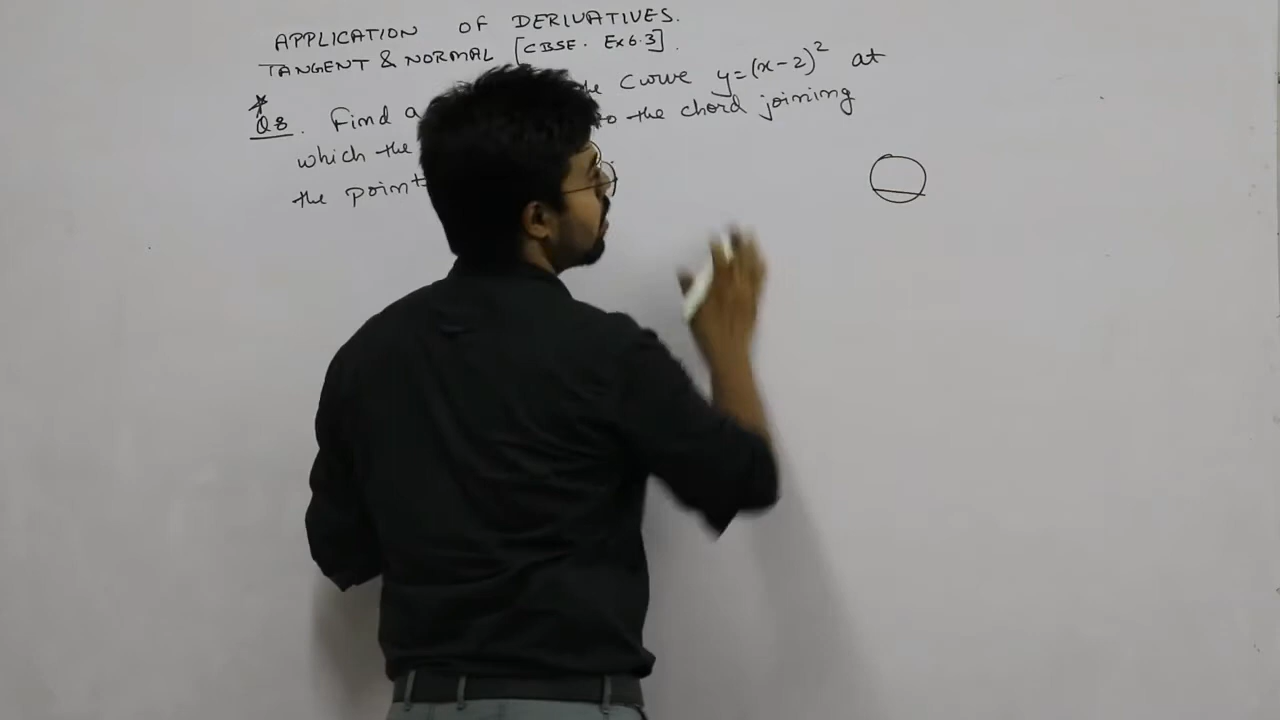 APPLICATION OF DERIVATIVES.
TANGENT & NORMAL [CBSE. Ex 6.3].
Q8. Find a curve y=(x-2)² at
which the to the chord joining
the point